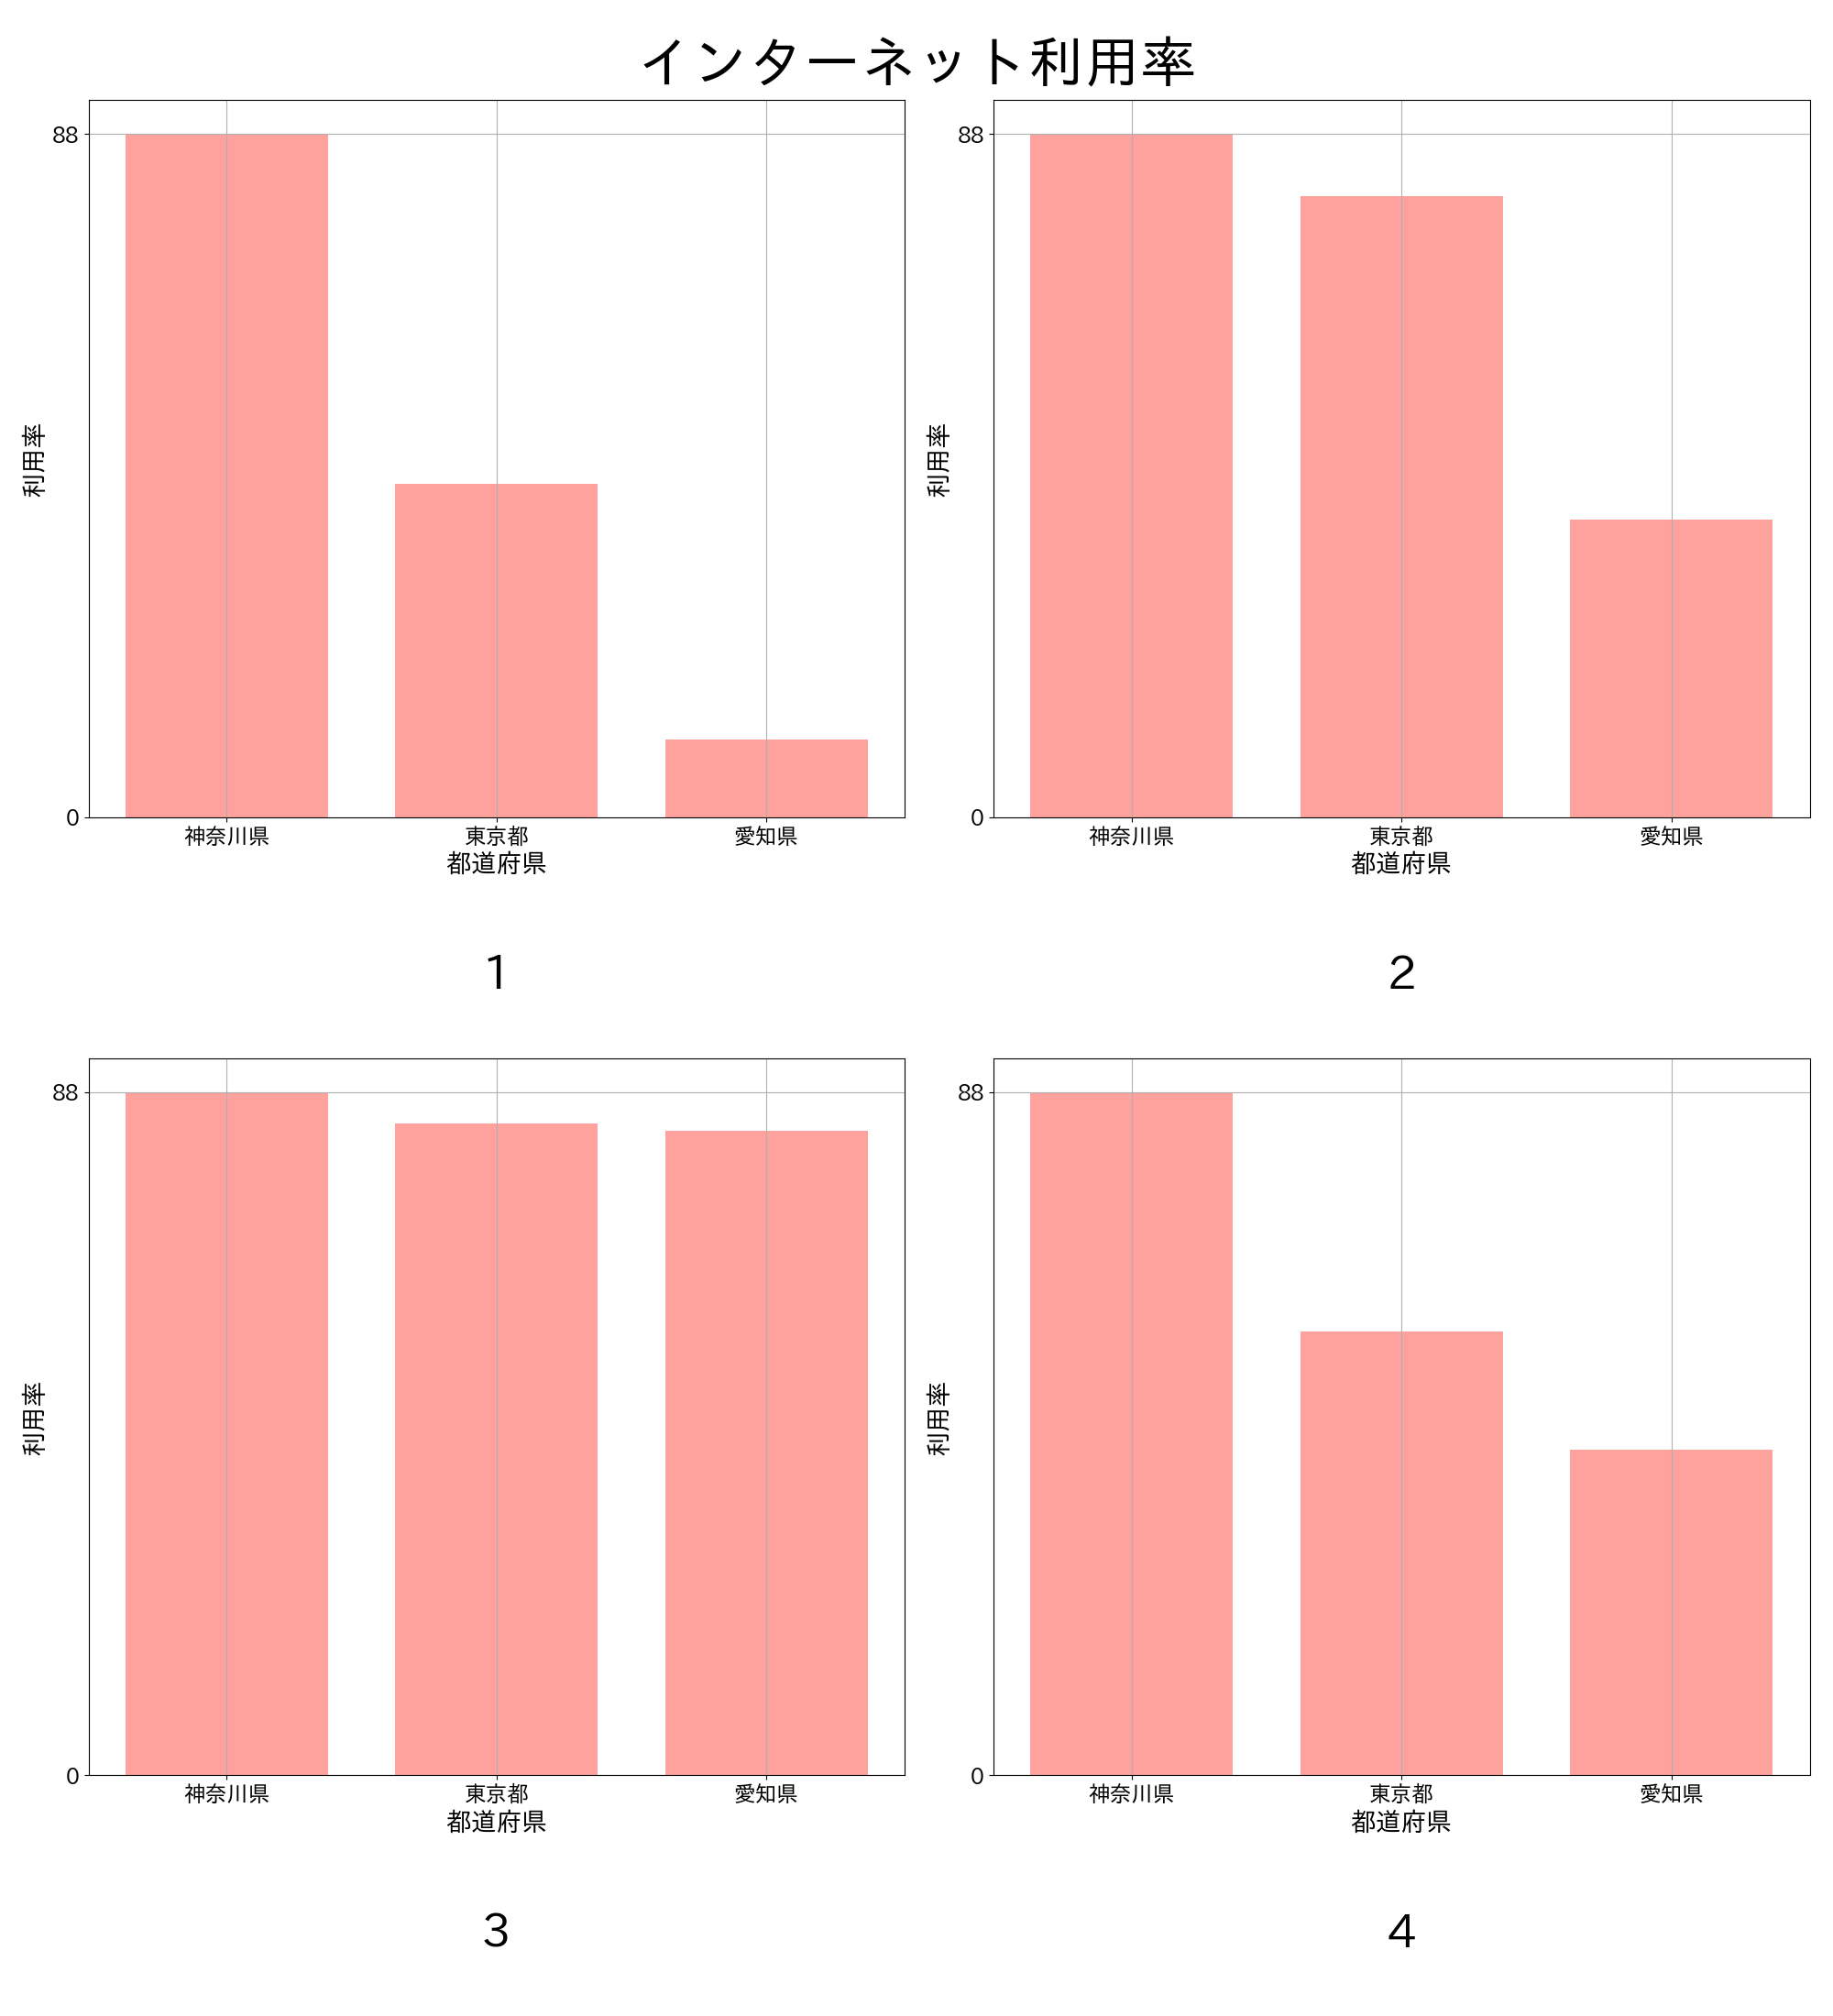 インターネット利用率
88
0
利用率
神奈川県 東京都 愛知県
都道府県
1
88
0
利用率
神奈川県 東京都 愛知県
都道府県
2
88
0
利用率
神奈川県 東京都 愛知県
都道府県
3
88
0
利用率
神奈川県 東京都 愛知県
都道府県
4